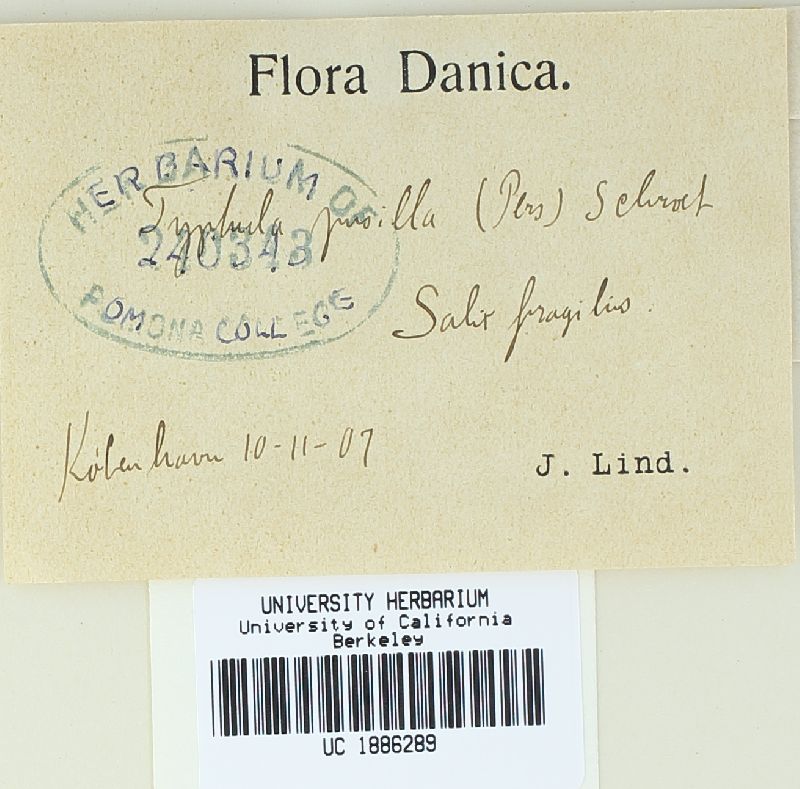 Flora Danica.
HERBARIUM OF
Typhula pusilla (Pers) Schroet
240343
POMONA COLLEGE
Salix fragilis.
København 10-11-07
J. Lind.
UNIVERSITY HERBARIUM
University of California
Berkeley
UC 1886289